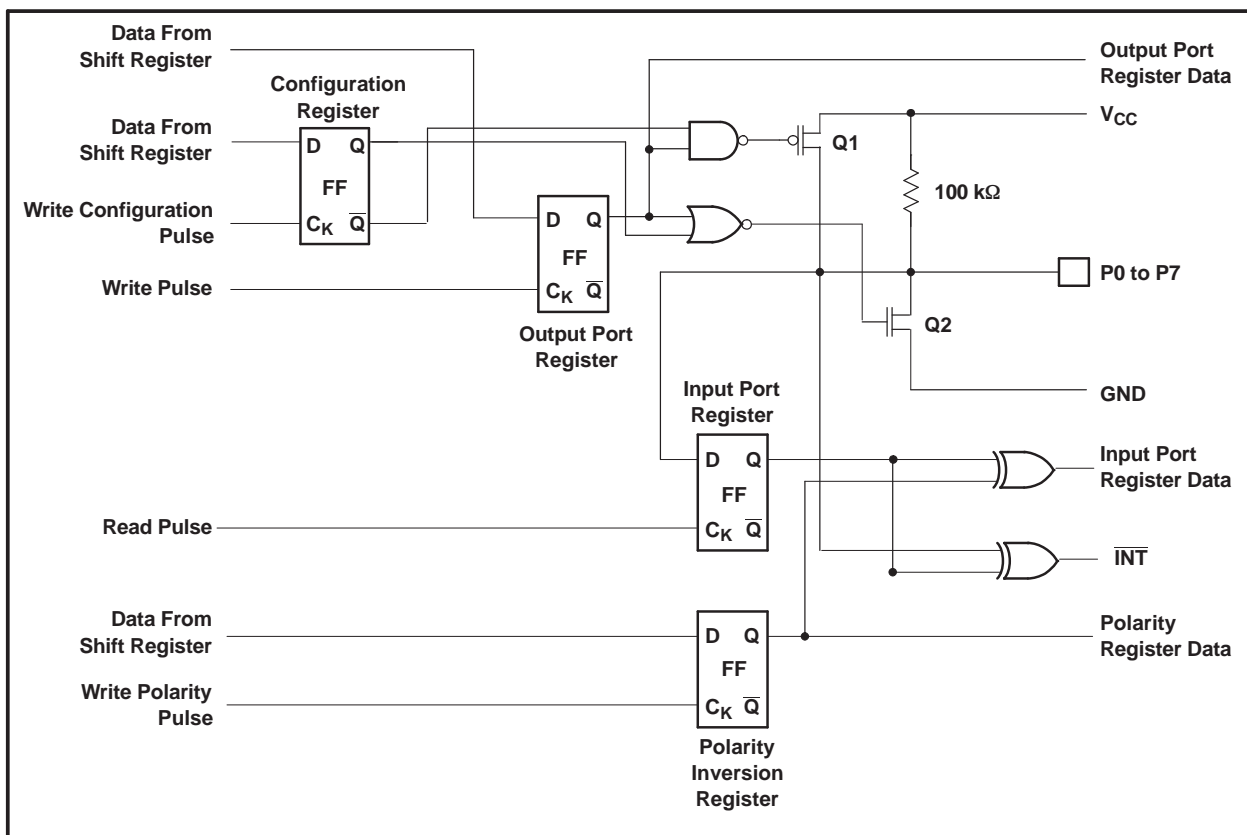 Data From
Shift Register
Configuration
Register
Data From
Shift Register
Write Configuration
Pulse
Write Pulse
D Q
FF
CK Q̅
D Q
FF
CK Q̅
Output Port
Register
Output Port
Register Data
VCC
Q1
100 kΩ
P0 to P7
Q2
GND
Input Port
Register
D Q
FF
CK Q̅
Read Pulse
Input Port
Register Data
I̅N̅T̅
Data From
Shift Register
Write Polarity
Pulse
D Q
FF
CK Q̅
Polarity
Inversion
Register
Polarity
Register Data